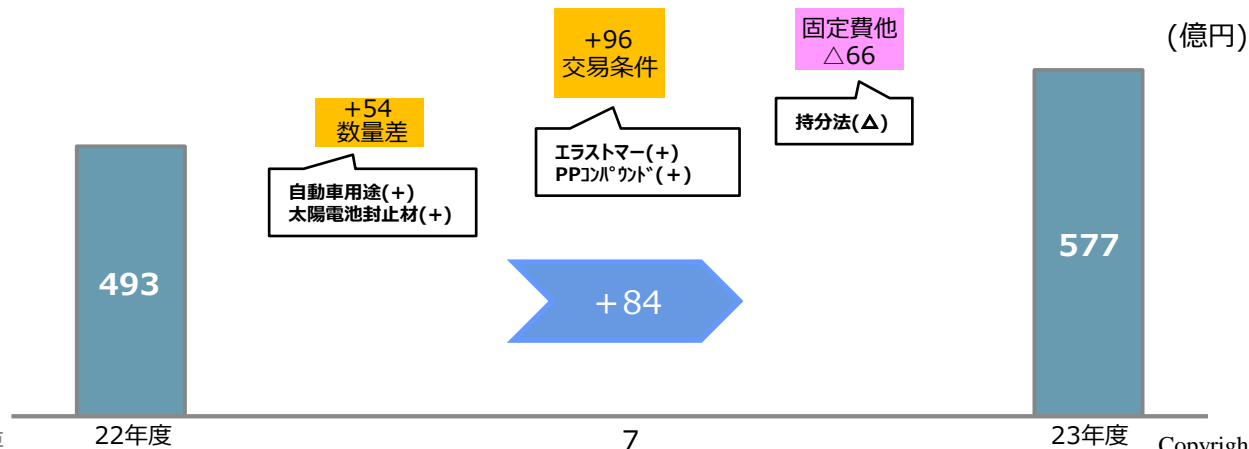 (億円)
+96
交易条件
固定費他
△66
+54
数量差
持分法(△)
エラストマー(+)
PPｺﾝﾊﾟｳﾝﾄﾞ(+)
自動車用途(+)
太陽電池封止材(+)
493
+84
577
22年度
7
23年度
Copyrigh